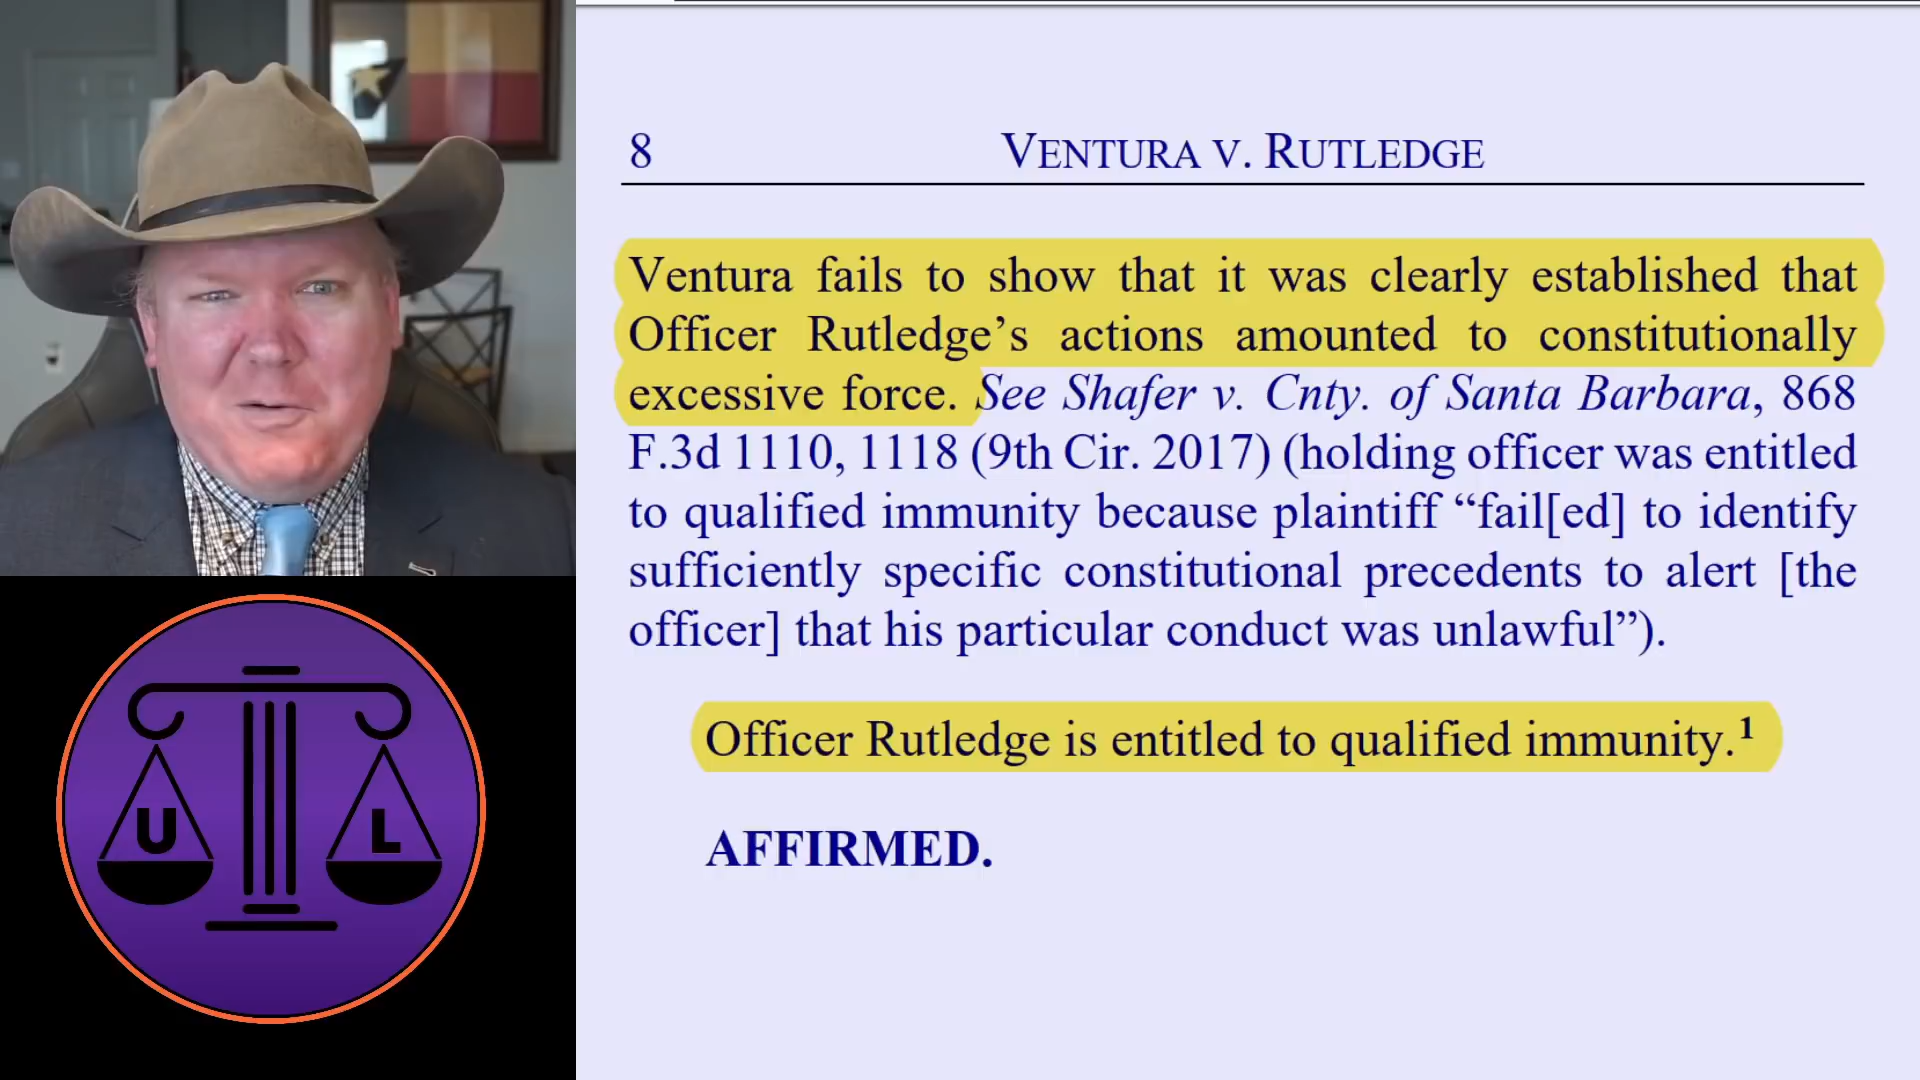 8 VENTURA V. RUTLEDGE
Ventura fails to show that it was clearly established that
Officer Rutledge’s actions amounted to constitutionally
excessive force. See Shafer v. Cnty. of Santa Barbara, 868
F.3d 1110, 1118 (9th Cir. 2017) (holding officer was entitled
to qualified immunity because plaintiff “fail[ed] to identify
sufficiently specific constitutional precedents to alert [the
officer] that his particular conduct was unlawful”).
Officer Rutledge is entitled to qualified immunity.¹
AFFIRMED.
U L